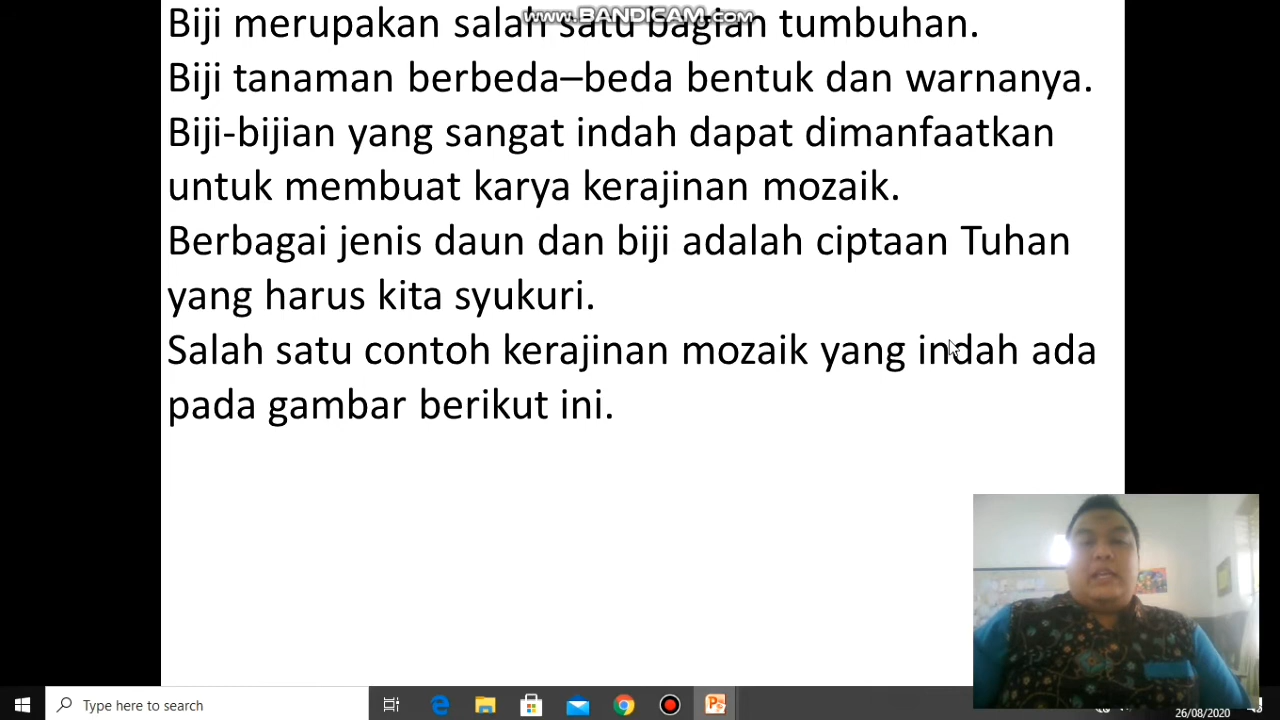 www.BANDICAM.com
Biji merupakan salah satu bagian tumbuhan.
Biji tanaman berbeda–beda bentuk dan warnanya.
Biji-bijian yang sangat indah dapat dimanfaatkan
untuk membuat karya kerajinan mozaik.
Berbagai jenis daun dan biji adalah ciptaan Tuhan
yang harus kita syukuri.
Salah satu contoh kerajinan mozaik yang indah ada
pada gambar berikut ini.
Type here to search
26/08/2020